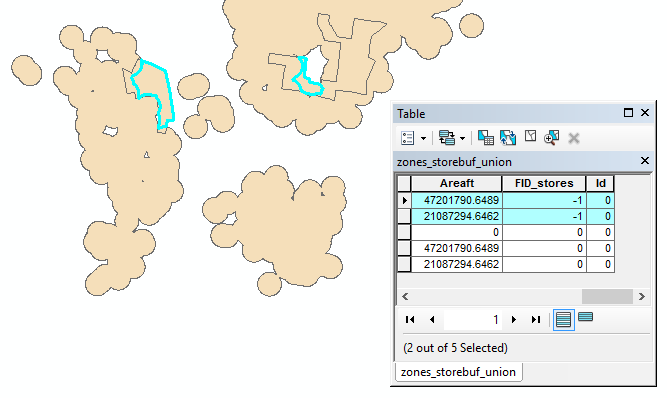 Table
zones_storebuf_union
Areaft FID_stores Id
47201790.6489 -1 0
21087294.6462 -1 0
0 0 0
47201790.6489 0 0
21087294.6462 0 0
1
(2 out of 5 Selected)
zones_storebuf_union